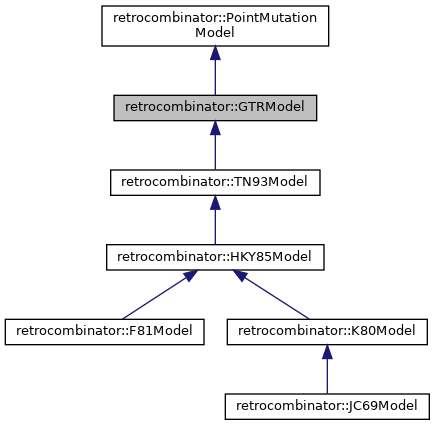 retrocombinator::PointMutation
Model
retrocombinator::GTRModel
retrocombinator::TN93Model
retrocombinator::HKY85Model
retrocombinator::F81Model
retrocombinator::K80Model
retrocombinator::JC69Model